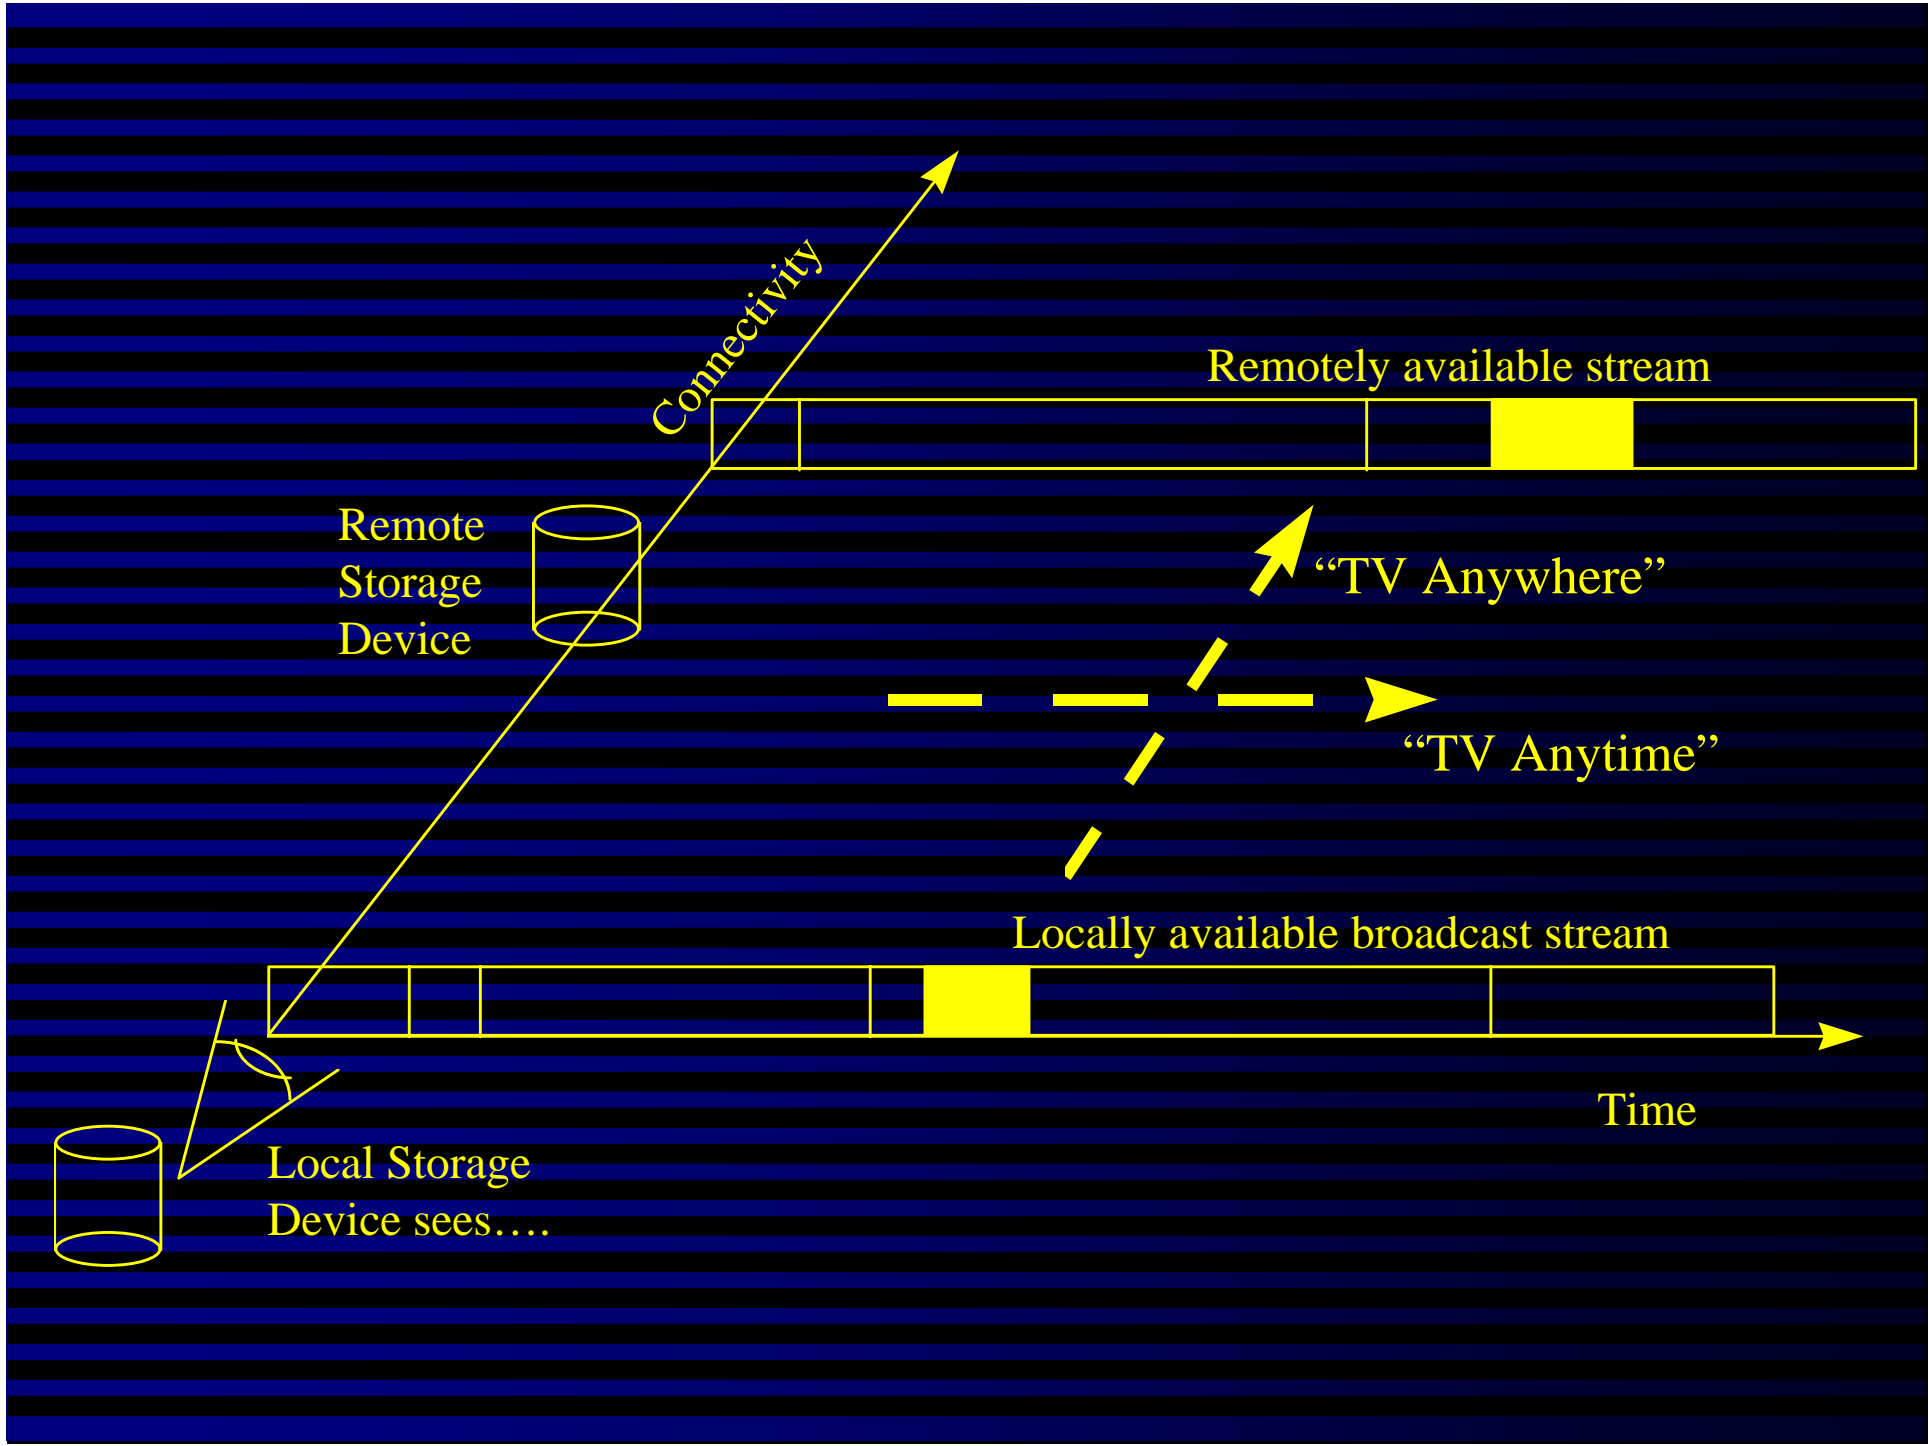 Connectivity
Remotely available stream
Remote
Storage
Device
“TV Anywhere”
“TV Anytime”
Locally available broadcast stream
Time
Local Storage
Device sees….